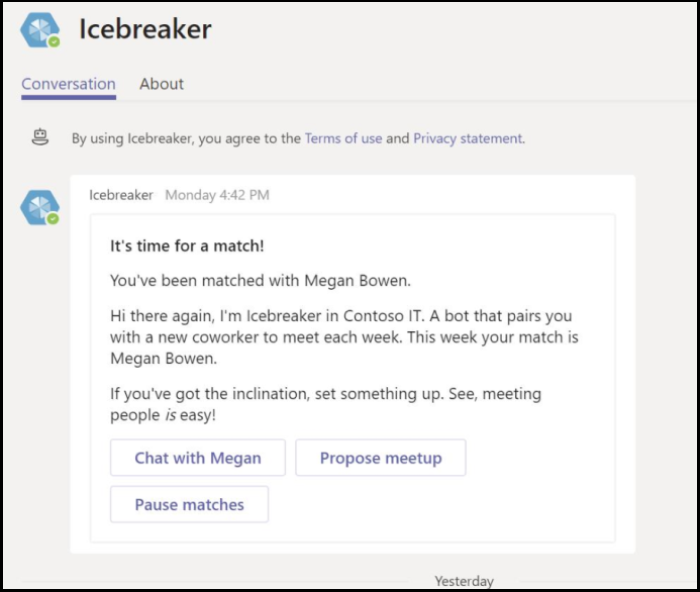 Icebreaker
Conversation About
By using Icebreaker, you agree to the Terms of use and Privacy statement.
Icebreaker Monday 4:42 PM
It's time for a match!
You've been matched with Megan Bowen.
Hi there again, I'm Icebreaker in Contoso IT. A bot that pairs you
with a new coworker to meet each week. This week your match is
Megan Bowen.
If you've got the inclination, set something up. See, meeting
people is easy!
Chat with Megan Propose meetup
Pause matches
Yesterday